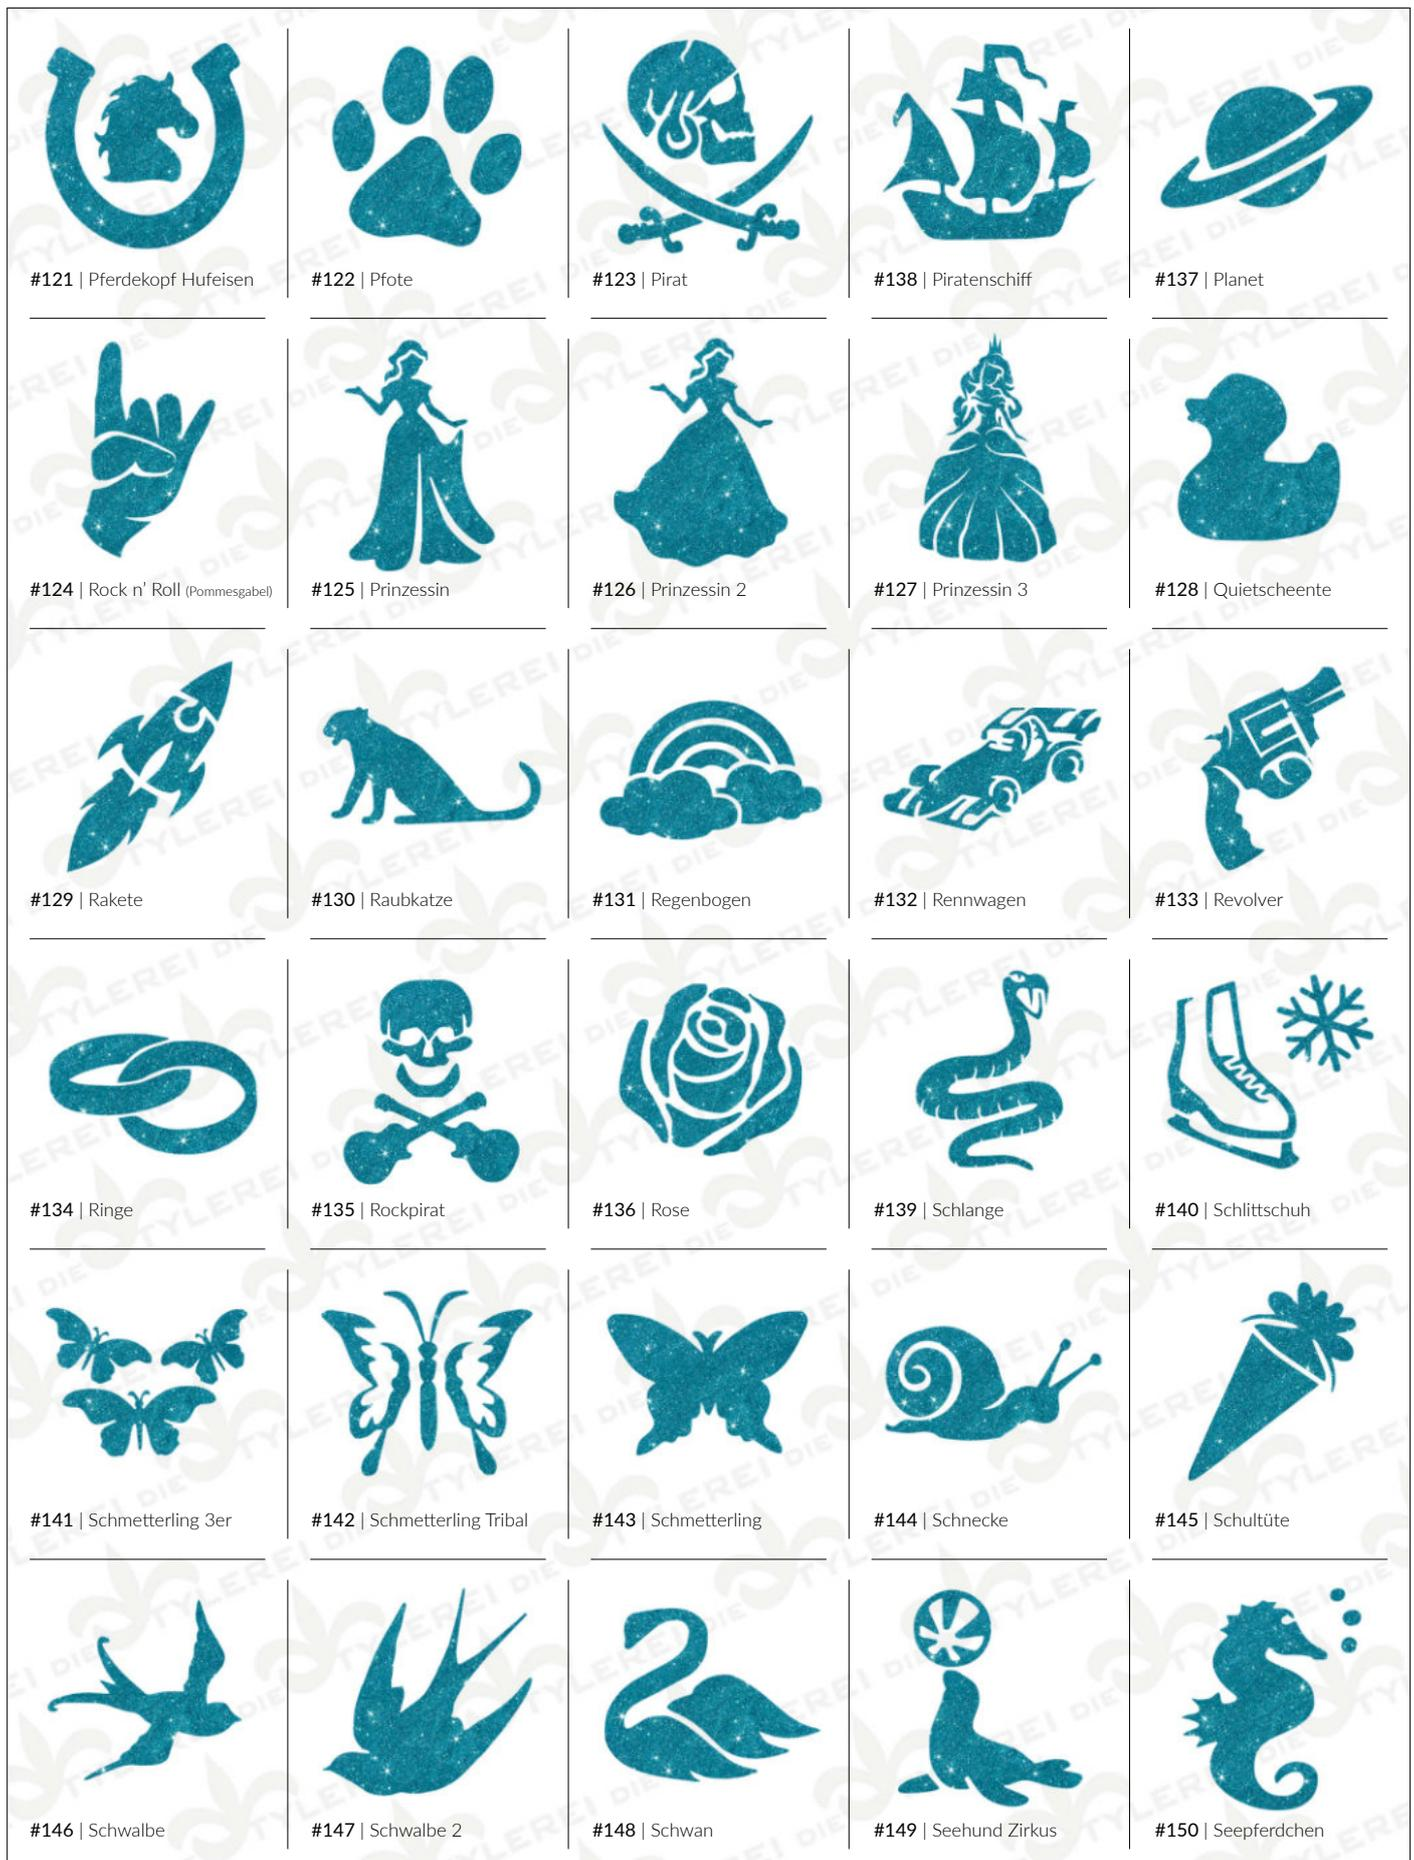 #121 | Pferdekopf Hufeisen
#122 | Pfote
#123 | Pirat
#138 | Piratenschiff
#137 | Planet
#124 | Rock n’ Roll (Pommesgabel)
#125 | Prinzessin
#126 | Prinzessin 2
#127 | Prinzessin 3
#128 | Quietscheente
#129 | Rakete
#130 | Raubkatze
#131 | Regenbogen
#132 | Rennwagen
#133 | Revolver
#134 | Ringe
#135 | Rockpirat
#136 | Rose
#139 | Schlange
#140 | Schlittschuh
#141 | Schmetterling 3er
#142 | Schmetterling Tribal
#143 | Schmetterling
#144 | Schnecke
#145 | Schultüte
#146 | Schwalbe
#147 | Schwalbe 2
#148 | Schwan
#149 | Seehund Zirkus
#150 | Seepferdchen
DIE STYLEREI